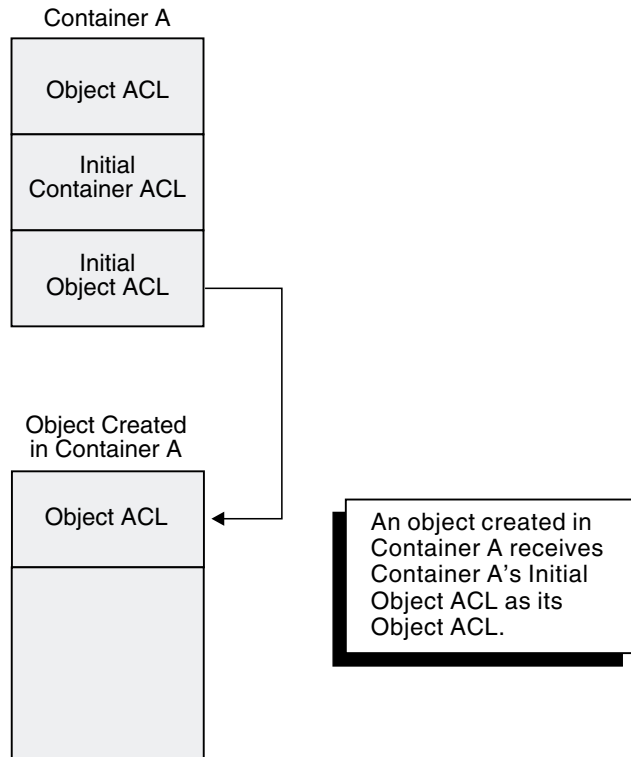 Container A
Object ACL
Initial
Container ACL
Initial
Object ACL
Object Created
in Container A
Object ACL
An object created in
Container A receives
Container A's Initial
Object ACL as its
Object ACL.